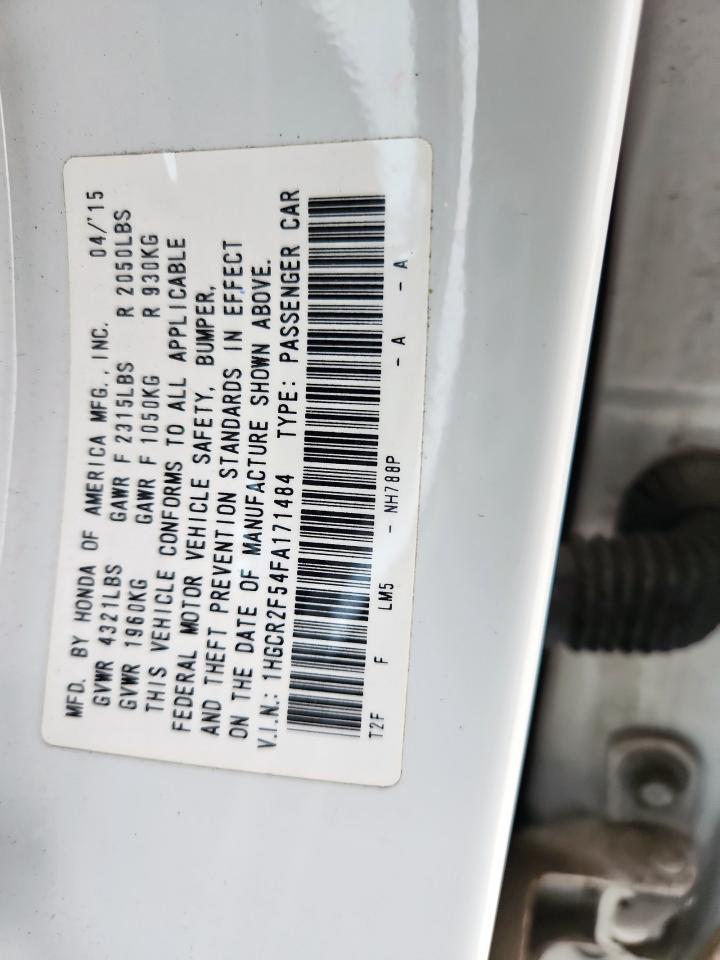 MFD. BY HONDA OF AMERICA MFG., INC. 04/'15
GVWR 4321LBS GAWR F 2315LBS R 2050LBS
GVWR 1960KG GAWR F 1050KG R 930KG
THIS VEHICLE CONFORMS TO ALL APPLICABLE
FEDERAL MOTOR VEHICLE SAFETY, BUMPER,
AND THEFT PREVENTION STANDARDS IN EFFECT
ON THE DATE OF MANUFACTURE SHOWN ABOVE.
V.I.N.: 1HGCR2F54FA171484 TYPE: PASSENGER CAR
T2F F LM5 - NH788P - A - A